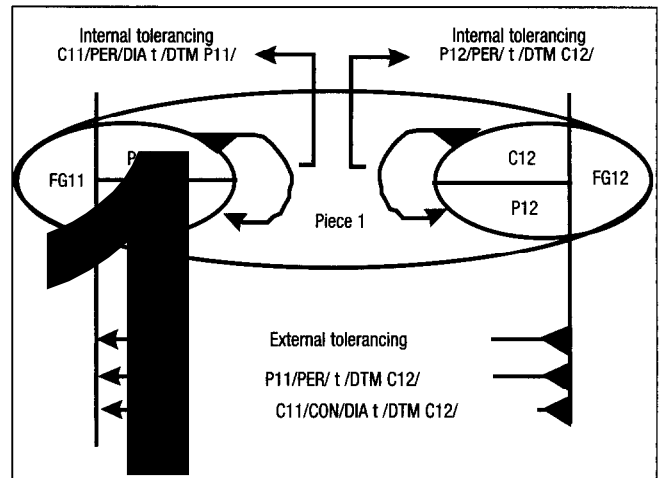 Internal tolerancing
C11/PER/DIA t /DTM P11/
Internal tolerancing
P12/PER/ t /DTM C12/
FG11
C12
P12
FG12
Piece 1
1
External tolerancing
P11/PER/ t /DTM C12/
C11/CON/DIA t /DTM C12/